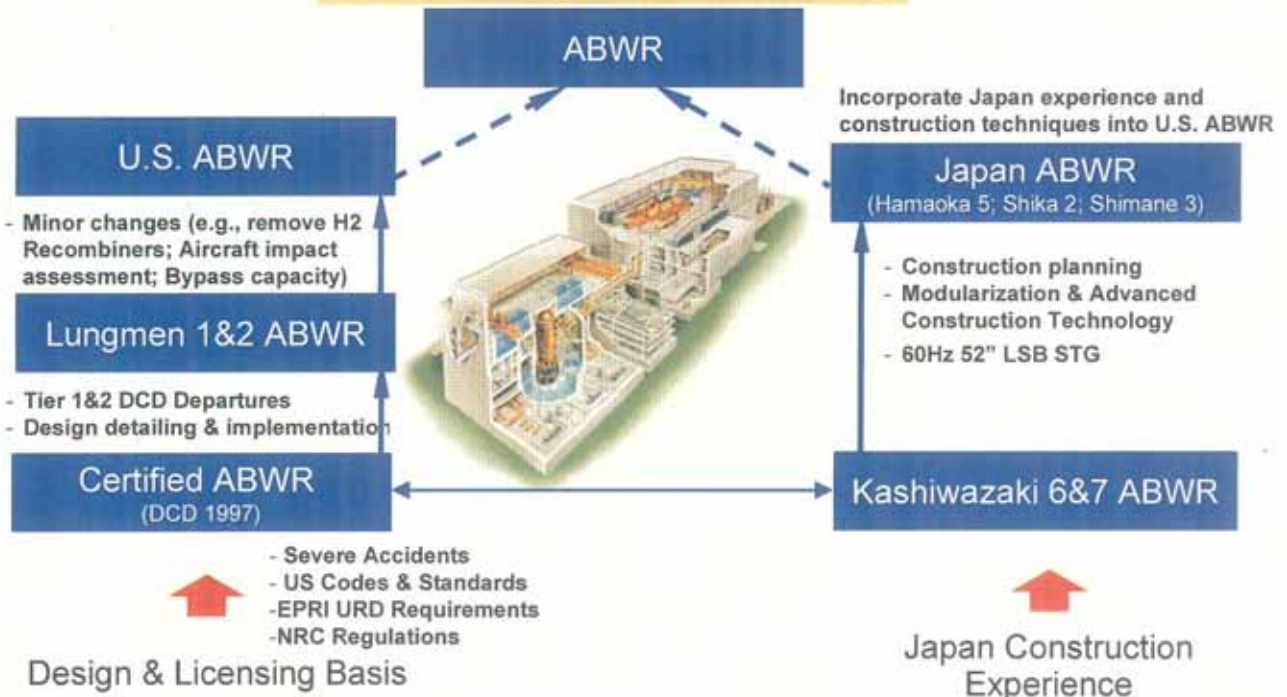 ABWR
Incorporate Japan experience and
construction techniques into U.S. ABWR
U.S. ABWR
Japan ABWR
(Hamaoka 5; Shika 2; Shimane 3)
- Minor changes (e.g., remove H2
Recombiners; Aircraft impact
assessment; Bypass capacity)
- Construction planning
- Modularization & Advanced
Construction Technology
- 60Hz 52” LSB STG
Lungmen 1&2 ABWR
- Tier 1&2 DCD Departures
- Design detailing & implementation
Certified ABWR
(DCD 1997)
Kashiwazaki 6&7 ABWR
- Severe Accidents
- US Codes & Standards
-EPRI URD Requirements
-NRC Regulations
Design & Licensing Basis
Japan Construction
Experience